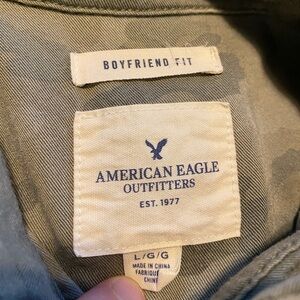 BOYFRIEND FIT
AMERICAN EAGLE
OUTFITTERS
EST. 1977
L/G/G
MADE IN CHINA
FABRIQUÉ
CHINE